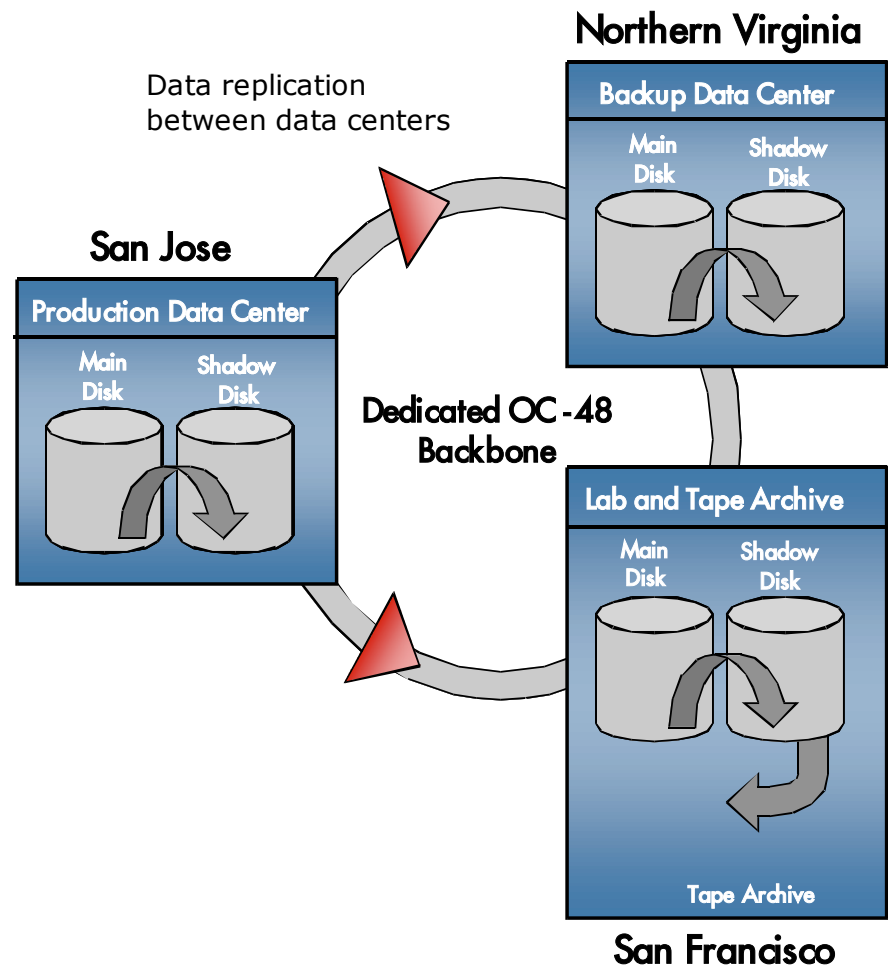 Northern Virginia
Data replication
between data centers
Backup Data Center
Main
Disk
Shadow
Disk
San Jose
Production Data Center
Main
Disk
Shadow
Disk
Dedicated OC-48
Backbone
Lab and Tape Archive
Main
Disk
Shadow
Disk
Tape Archive
San Francisco